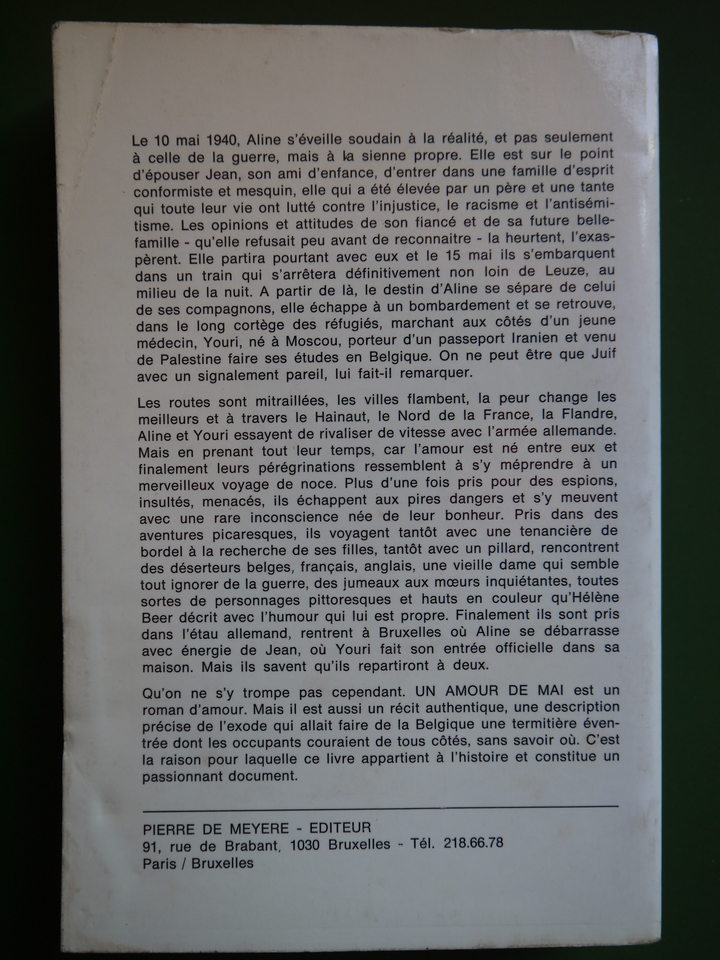 Le 10 mai 1940, Aline s'éveille soudain à la réalité, et pas seulement
à celle de la guerre, mais à la sienne propre. Elle est sur le point
d'épouser Jean, son ami d'enfance, d'entrer dans une famille d'esprit
conformiste et mesquin, elle qui a été élevée par un père et une tante
qui toute leur vie ont lutté contre l'injustice, le racisme et l'antisémi-
tisme. Les opinions et attitudes de son fiancé et de sa future belle-
famille - qu'elle refusait peu avant de reconnaitre - la heurtent, l'exas-
pèrent. Elle partira pourtant avec eux et le 15 mai ils s'embarquent
dans un train qui s'arrêtera définitivement non loin de Leuze, au
milieu de la nuit. A partir de là, le destin d'Aline se sépare de celui
de ses compagnons, elle échappe à un bombardement et se retrouve,
dans le long cortège des réfugiés, marchant aux côtés d'un jeune
médecin, Youri, né à Moscou, porteur d'un passeport Iranien et venu
de Palestine faire ses études en Belgique. On ne peut être que Juif
avec un signalement pareil, lui fait-il remarquer.
Les routes sont mitraillées, les villes flambent, la peur change les
meilleurs et à travers le Hainaut, le Nord de la France, la Flandre,
Aline et Youri essayent de rivaliser de vitesse avec l'armée allemande.
Mais en prenant tout leur temps, car l'amour est né entre eux et
finalement leurs pérégrinations ressemblent à s'y méprendre à un
merveilleux voyage de noce. Plus d'une fois pris pour des espions,
insultés, menacés, ils échappent aux pires dangers et s'y meuvent
avec une rare inconscience née de leur bonheur. Pris dans des
aventures picaresques, ils voyagent tantôt avec une tenancière de
bordel à la recherche de ses filles, tantôt avec un pillard, rencontrent
des déserteurs belges, français, anglais, une vieille dame qui semble
tout ignorer de la guerre, des jumeaux aux mœurs inquiétantes, toutes
sortes de personnages pittoresques et hauts en couleur qu'Hélène
Beer décrit avec l'humour qui lui est propre. Finalement ils sont pris
dans l'étau allemand, rentrent à Bruxelles où Aline se débarrasse
avec énergie de Jean, où Youri fait son entrée officielle dans sa
maison. Mais ils savent qu'ils repartiront à deux.
Qu'on ne s'y trompe pas cependant. UN AMOUR DE MAI est un
roman d'amour. Mais il est aussi un récit authentique, une description
précise de l'exode qui allait faire de la Belgique une termitière éven-
trée dont les occupants couraient de tous côtés, sans savoir où. C'est
la raison pour laquelle ce livre appartient à l'histoire et constitue un
passionnant document.
PIERRE DE MEYERE - EDITEUR
91, rue de Brabant, 1030 Bruxelles - Tél. 218.66.78
Paris / Bruxelles